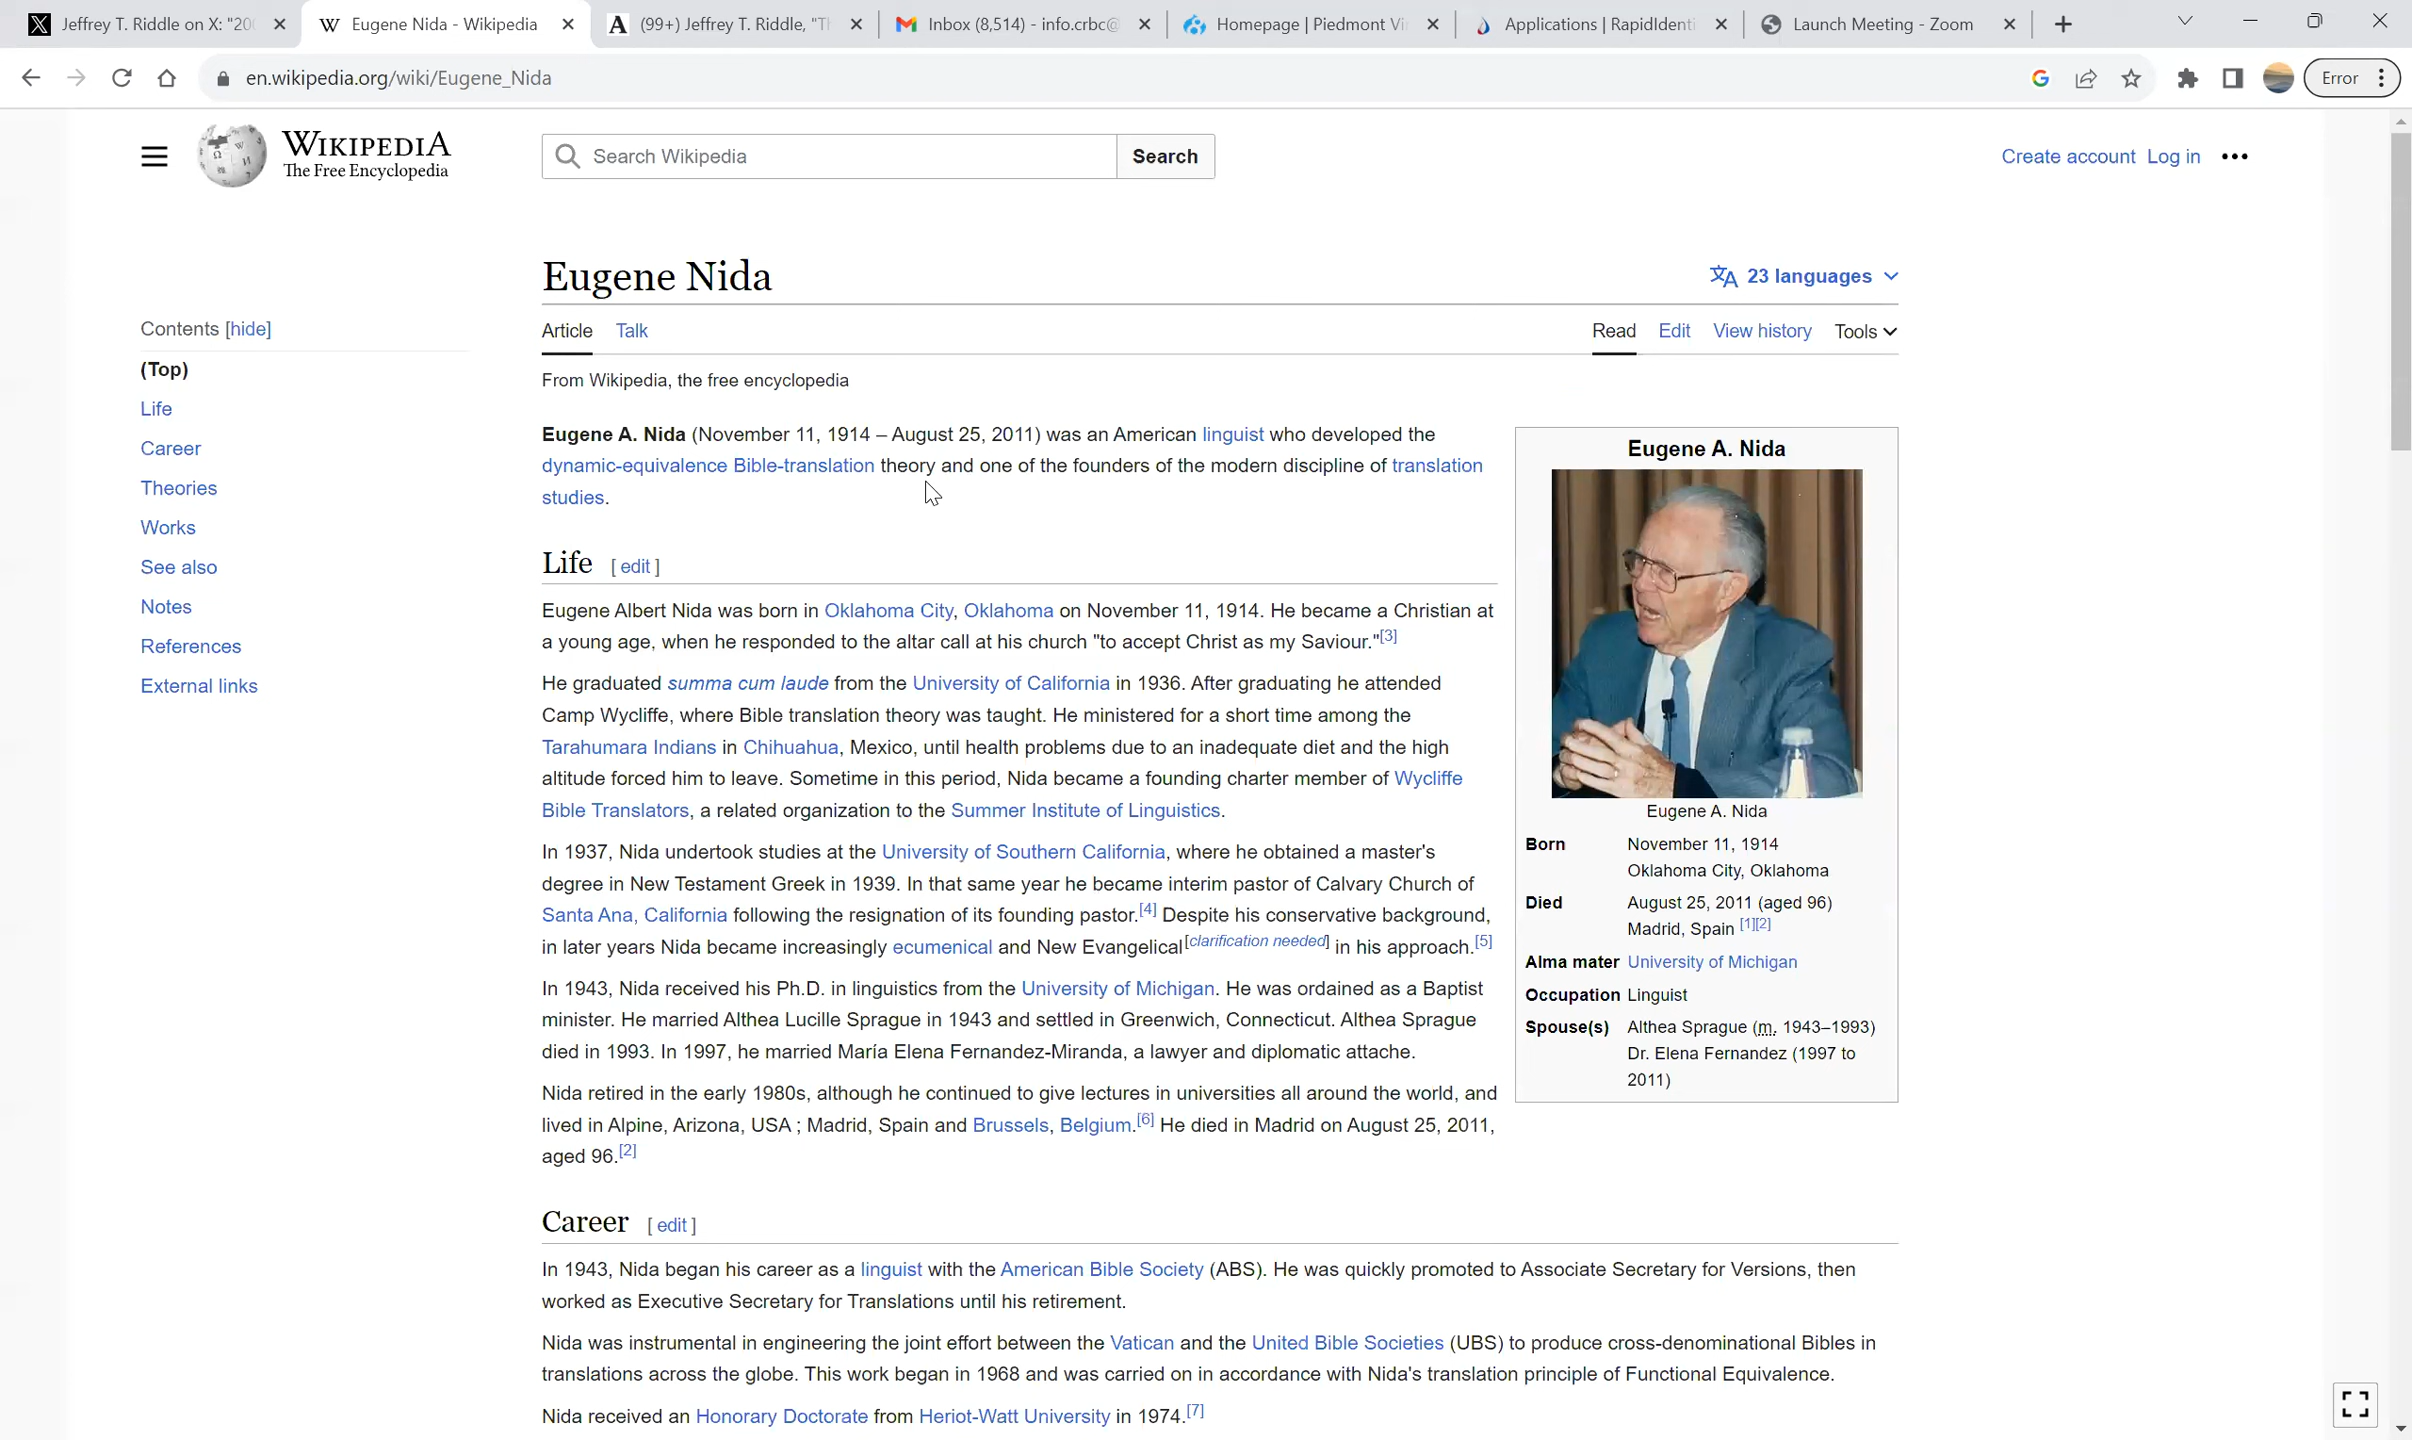 Jeffrey T. Riddle on X: "20
Eugene Nida - Wikipedia
(99+) Jeffrey T. Riddle, "T
Inbox (8,514) - info.crbc@
Homepage | Piedmont Vi
Applications | RapidIdenti
Launch Meeting - Zoom
en.wikipedia.org/wiki/Eugene_Nida
Error
WIKIPEDIA
The Free Encyclopedia
Search Wikipedia
Search
Create account Log in
Eugene Nida
23 languages
Contents [hide]
(Top)
Life
Career
Theories
Works
See also
Notes
References
External links
Article Talk
Read Edit View history Tools
From Wikipedia, the free encyclopedia
Eugene A. Nida (November 11, 1914 – August 25, 2011) was an American linguist who developed the
dynamic-equivalence Bible-translation theory and one of the founders of the modern discipline of translation
studies.
Life [ edit ]
Eugene Albert Nida was born in Oklahoma City, Oklahoma on November 11, 1914. He became a Christian at
a young age, when he responded to the altar call at his church "to accept Christ as my Saviour."[3]
He graduated summa cum laude from the University of California in 1936. After graduating he attended
Camp Wycliffe, where Bible translation theory was taught. He ministered for a short time among the
Tarahumara Indians in Chihuahua, Mexico, until health problems due to an inadequate diet and the high
altitude forced him to leave. Sometime in this period, Nida became a founding charter member of Wycliffe
Bible Translators, a related organization to the Summer Institute of Linguistics.
In 1937, Nida undertook studies at the University of Southern California, where he obtained a master's
degree in New Testament Greek in 1939. In that same year he became interim pastor of Calvary Church of
Santa Ana, California following the resignation of its founding pastor.[4] Despite his conservative background,
in later years Nida became increasingly ecumenical and New Evangelical[clarification needed] in his approach.[5]
In 1943, Nida received his Ph.D. in linguistics from the University of Michigan. He was ordained as a Baptist
minister. He married Althea Lucille Sprague in 1943 and settled in Greenwich, Connecticut. Althea Sprague
died in 1993. In 1997, he married María Elena Fernandez-Miranda, a lawyer and diplomatic attache.
Nida retired in the early 1980s, although he continued to give lectures in universities all around the world, and
lived in Alpine, Arizona, USA ; Madrid, Spain and Brussels, Belgium.[6] He died in Madrid on August 25, 2011,
aged 96.[2]
Eugene A. Nida
Eugene A. Nida
Born November 11, 1914
Oklahoma City, Oklahoma
Died August 25, 2011 (aged 96)
Madrid, Spain [1][2]
Alma mater University of Michigan
Occupation Linguist
Spouse(s) Althea Sprague (m. 1943–1993)
Dr. Elena Fernandez (1997 to
2011)
Career [ edit ]
In 1943, Nida began his career as a linguist with the American Bible Society (ABS). He was quickly promoted to Associate Secretary for Versions, then
worked as Executive Secretary for Translations until his retirement.
Nida was instrumental in engineering the joint effort between the Vatican and the United Bible Societies (UBS) to produce cross-denominational Bibles in
translations across the globe. This work began in 1968 and was carried on in accordance with Nida's translation principle of Functional Equivalence.
Nida received an Honorary Doctorate from Heriot-Watt University in 1974.[7]